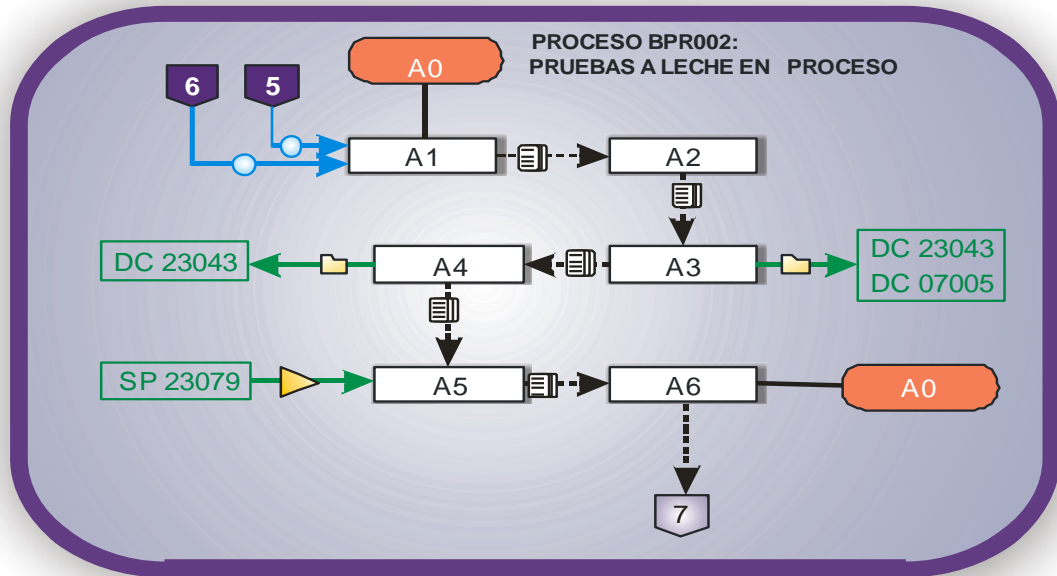 PROCESO BPR002:
PRUEBAS A LECHE EN PROCESO
A0
6
5
A1
A2
DC 23043
A4
A3
DC 23043
DC 07005
SP 23079
A5
A6
A0
7